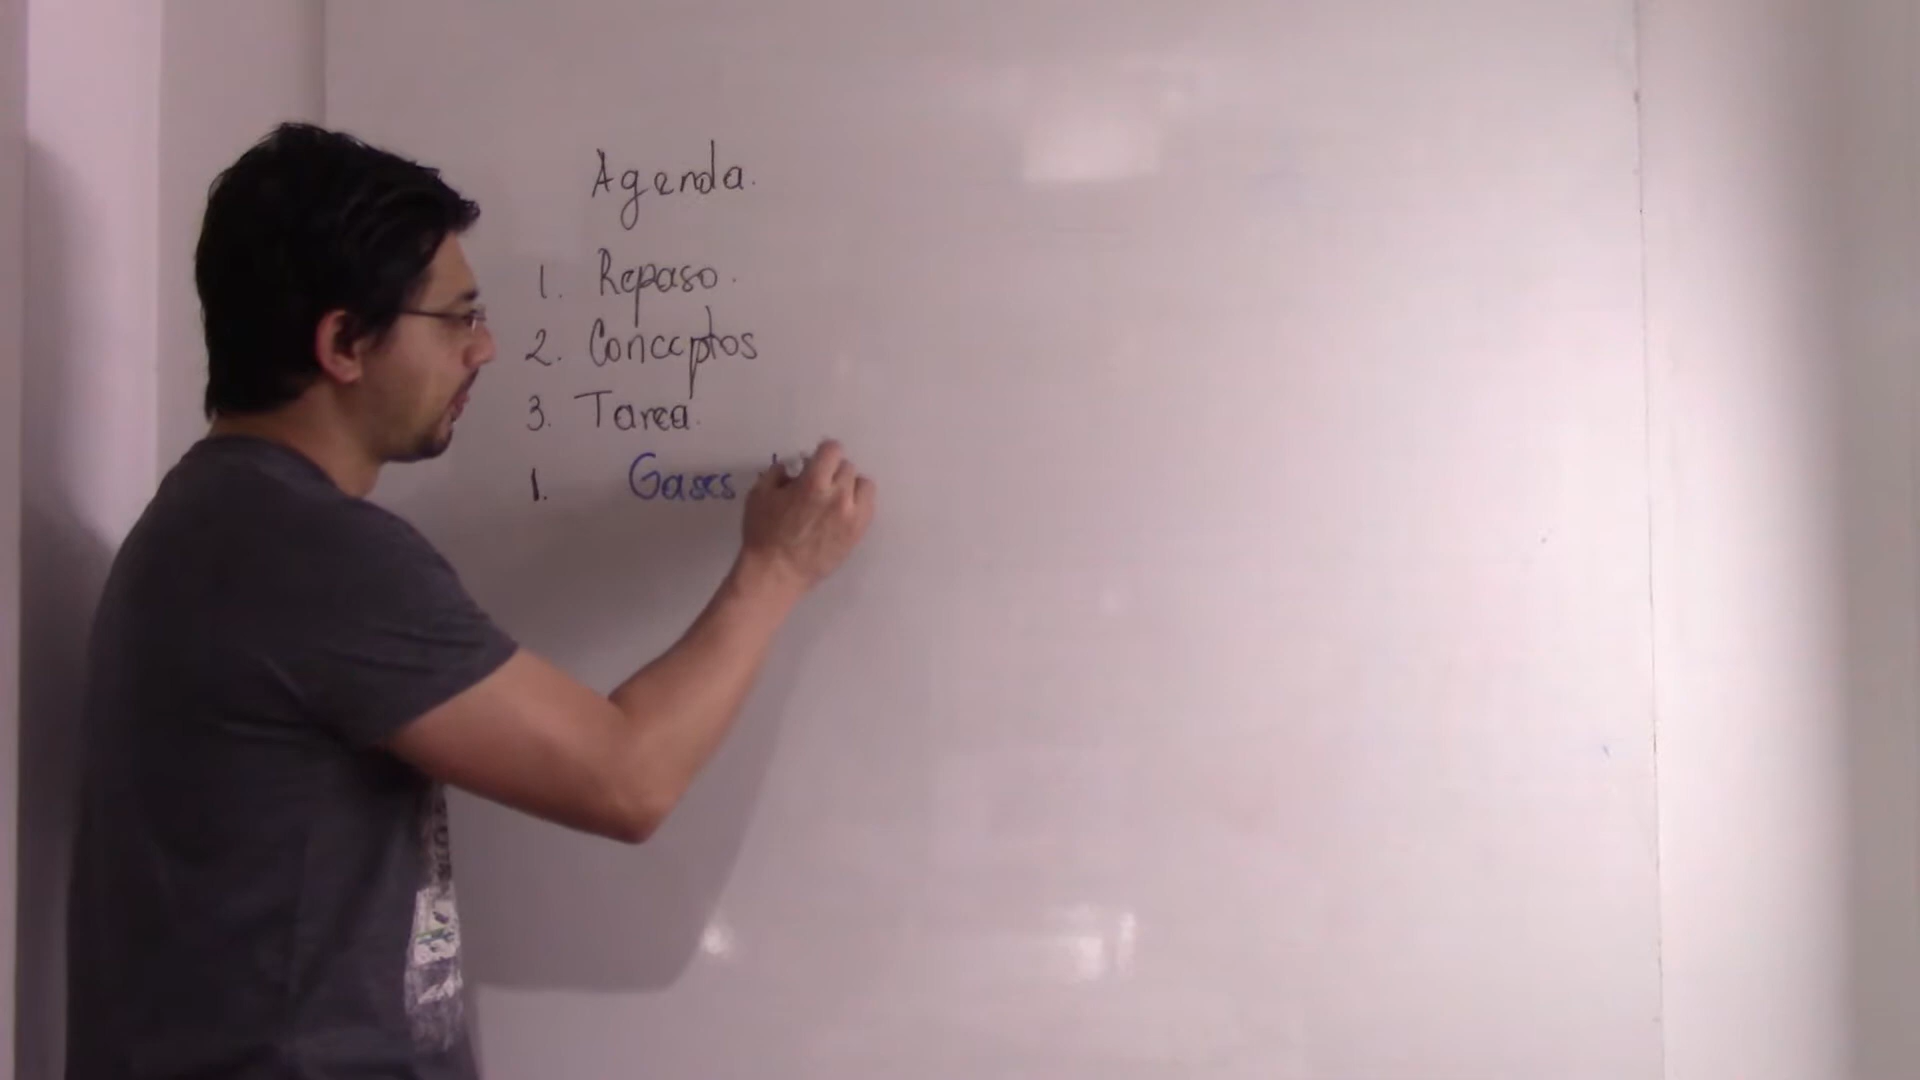 Agenda.
1. Repaso.
2. Conceptos
3. Tarea.
1. Gases